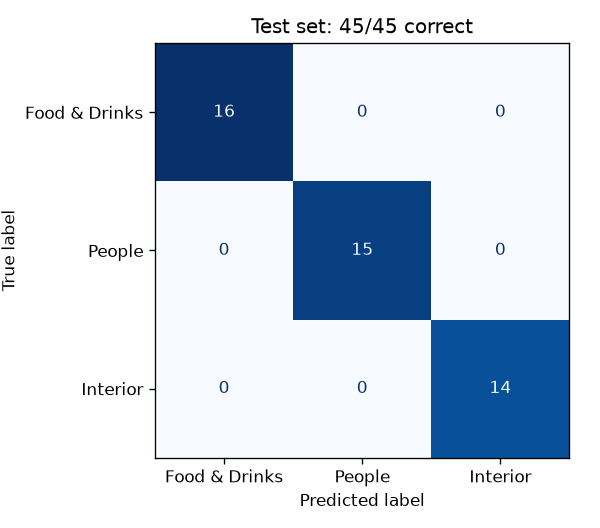 Test set: 45/45 correct
True label
Food & Drinks 16 0 0
People 0 15 0
Interior 0 0 14
Food & Drinks People Interior
Predicted label